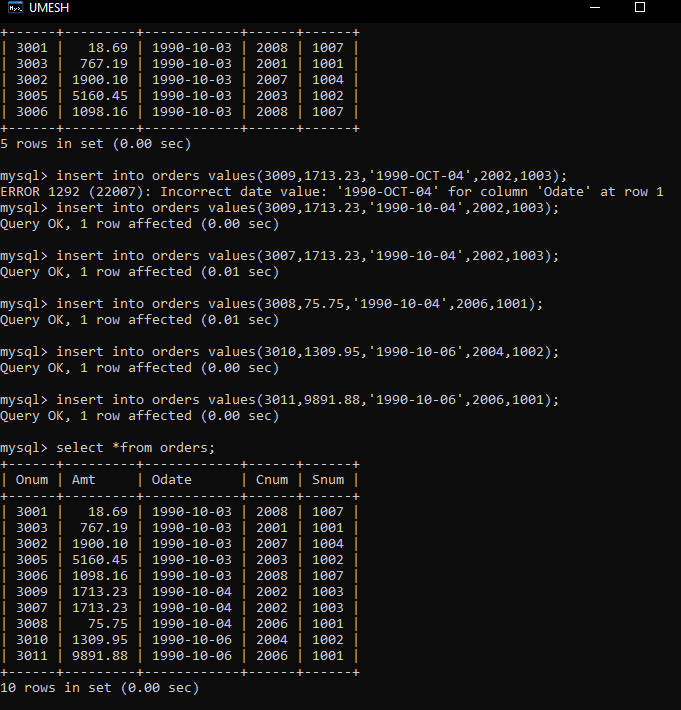 UMESH
+------+---------+------------+------+------+
| 3001 |   18.69 | 1990-10-03 | 2008 | 1007 |
| 3003 |  767.19 | 1990-10-03 | 2001 | 1001 |
| 3002 | 1900.10 | 1990-10-03 | 2007 | 1004 |
| 3005 | 5160.45 | 1990-10-03 | 2003 | 1002 |
| 3006 | 1098.16 | 1990-10-03 | 2008 | 1007 |
+------+---------+------------+------+------+
5 rows in set (0.00 sec)
mysql> insert into orders values(3009,1713.23,'1990-OCT-04',2002,1003);
ERROR 1292 (22007): Incorrect date value: '1990-OCT-04' for column 'Odate' at row 1
mysql> insert into orders values(3009,1713.23,'1990-10-04',2002,1003);
Query OK, 1 row affected (0.00 sec)
mysql> insert into orders values(3007,1713.23,'1990-10-04',2002,1003);
Query OK, 1 row affected (0.01 sec)
mysql> insert into orders values(3008,75.75,'1990-10-04',2006,1001);
Query OK, 1 row affected (0.01 sec)
mysql> insert into orders values(3010,1309.95,'1990-10-06',2004,1002);
Query OK, 1 row affected (0.00 sec)
mysql> insert into orders values(3011,9891.88,'1990-10-06',2006,1001);
Query OK, 1 row affected (0.00 sec)
mysql> select *from orders;
+------+---------+------------+------+------+
| Onum | Amt     | Odate      | Cnum | Snum |
+------+---------+------------+------+------+
| 3001 |   18.69 | 1990-10-03 | 2008 | 1007 |
| 3003 |  767.19 | 1990-10-03 | 2001 | 1001 |
| 3002 | 1900.10 | 1990-10-03 | 2007 | 1004 |
| 3005 | 5160.45 | 1990-10-03 | 2003 | 1002 |
| 3006 | 1098.16 | 1990-10-03 | 2008 | 1007 |
| 3009 | 1713.23 | 1990-10-04 | 2002 | 1003 |
| 3007 | 1713.23 | 1990-10-04 | 2002 | 1003 |
| 3008 |   75.75 | 1990-10-04 | 2006 | 1001 |
| 3010 | 1309.95 | 1990-10-06 | 2004 | 1002 |
| 3011 | 9891.88 | 1990-10-06 | 2006 | 1001 |
+------+---------+------------+------+------+
10 rows in set (0.00 sec)